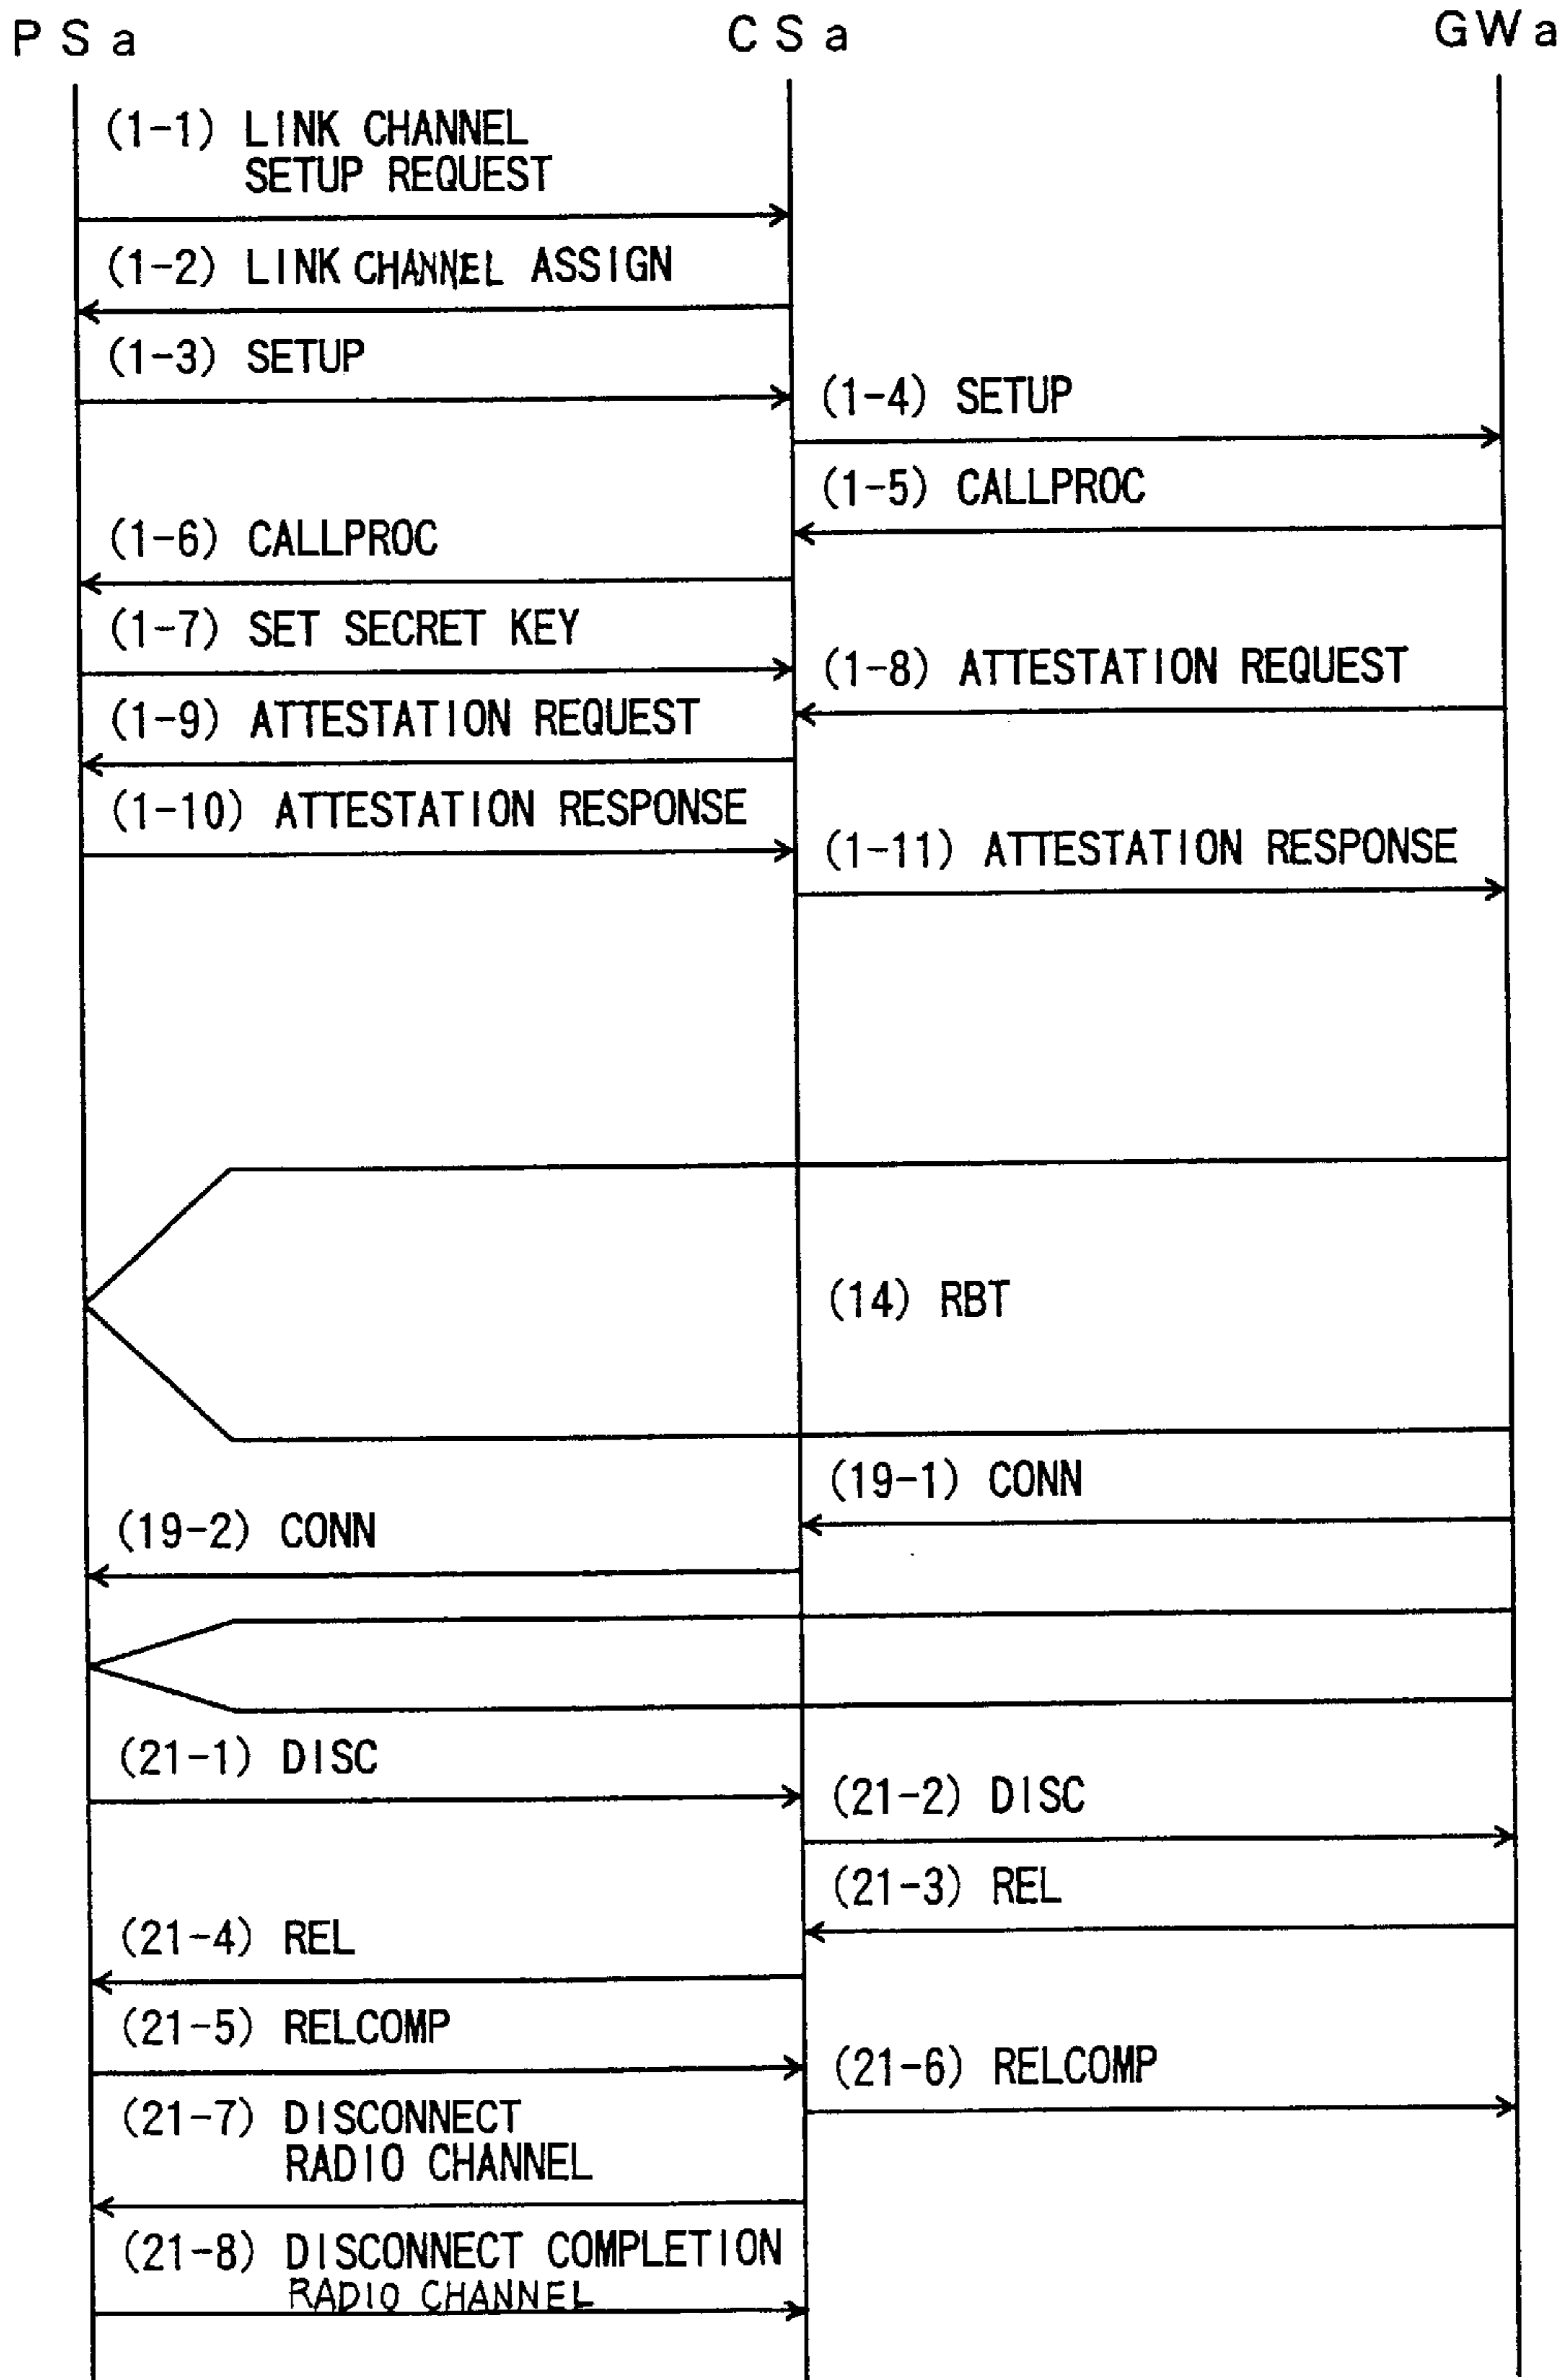 PSa CSa GWa
(1-1) LINK CHANNEL
SETUP REQUEST
(1-2) LINK CHANNEL ASSIGN
(1-3) SETUP
(1-4) SETUP
(1-5) CALLPROC
(1-6) CALLPROC
(1-7) SET SECRET KEY
(1-8) ATTESTATION REQUEST
(1-9) ATTESTATION REQUEST
(1-10) ATTESTATION RESPONSE
(1-11) ATTESTATION RESPONSE
(14) RBT
(19-1) CONN
(19-2) CONN
(21-1) DISC
(21-2) DISC
(21-3) REL
(21-4) REL
(21-5) RELCOMP
(21-6) RELCOMP
(21-7) DISCONNECT
RADIO CHANNEL
(21-8) DISCONNECT COMPLETION
RADIO CHANNEL